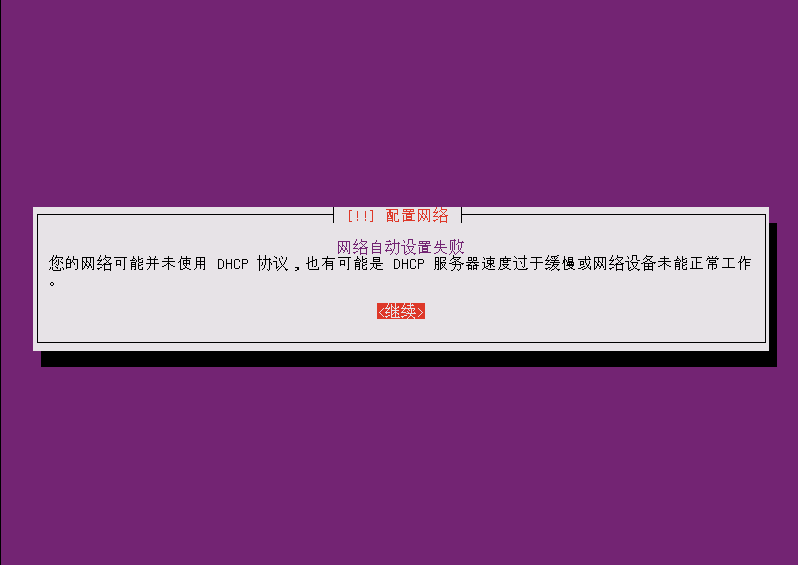 [!!] 配置网络
网络自动设置失败
您的网络可能并未使用 DHCP 协议，也有可能是 DHCP 服务器速度过于缓慢或网络设备未能正常工作
。
<继续>